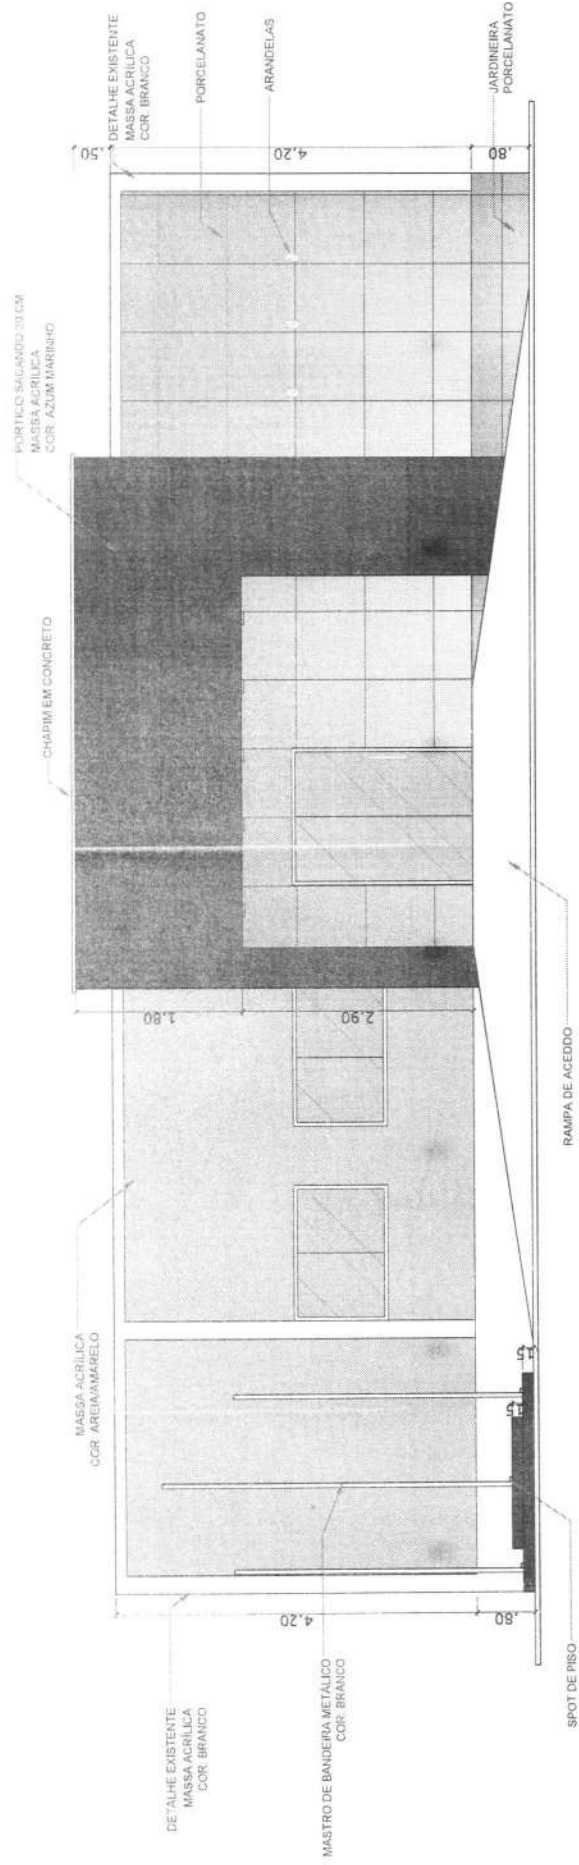 DETALHE EXISTENTE
MASSA ACRÍLICA
COR. BRANCO
MASTRO DE BANDEIRA METÁLICO
COR. BRANCO
MASSA ACRÍLICA
COR. AREIA/AMARELO
CHAPIM EM CONCRETO
PORTICO SACANDO 30 CM
MASSA ACRÍLICA
COR. AZUM MARINHO
DETALHE EXISTENTE
MASSA ACRÍLICA
COR. BRANCO
PORCELANATO
ARANDELAS
JARDINEIRA
PORCELANATO
SPOT DE PISO
RAMPA DE ACEDDO
4.20
.80
.15
.15
1.80
2.90
.50
4.20
.80